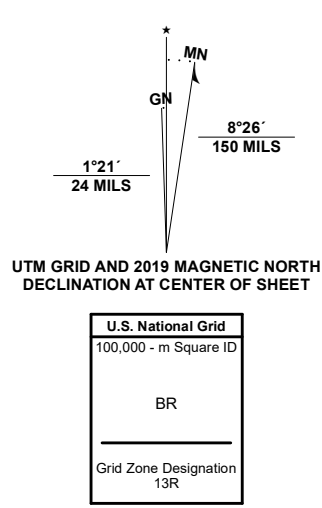 ★
MN
GN
8°26´
150 MILS
1°21´
24 MILS
UTM GRID AND 2019 MAGNETIC NORTH
DECLINATION AT CENTER OF SHEET
U.S. National Grid
100,000 - m Square ID
BR
Grid Zone Designation
13R